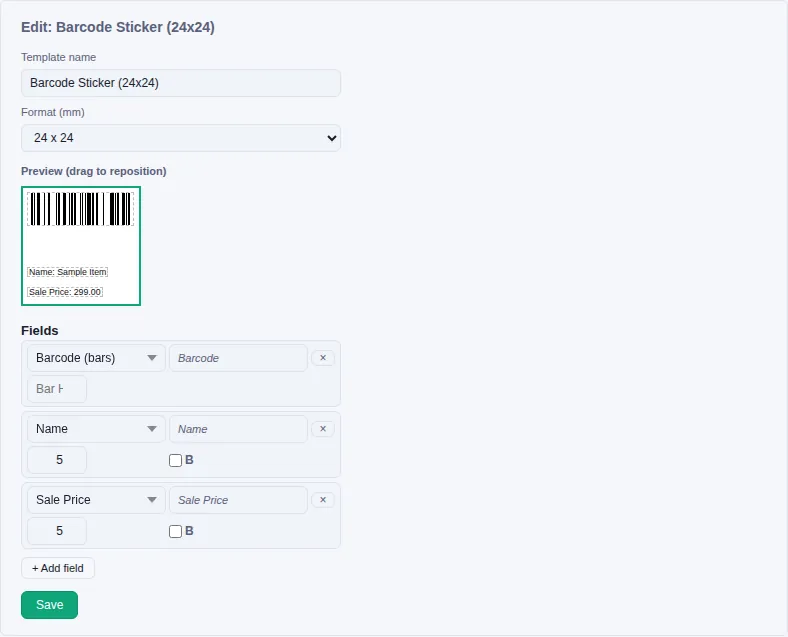 Edit: Barcode Sticker (24x24)
Template name
Barcode Sticker (24x24)
Format (mm)
24 x 24
Preview (drag to reposition)
Name: Sample Item
Sale Price: 299.00
Fields
Barcode (bars) Barcode ×
Bar H
Name Name ×
5 B
Sale Price Sale Price ×
5 B
+ Add field
Save